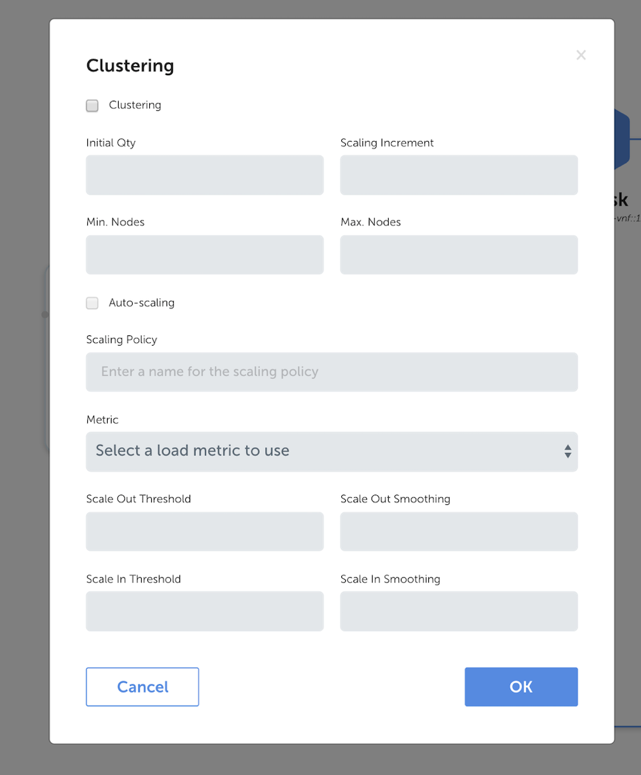 Clustering
Clustering
Initial Qty Scaling Increment
Min. Nodes Max. Nodes
Auto-scaling
Scaling Policy
Enter a name for the scaling policy
Metric
Select a load metric to use
Scale Out Threshold Scale Out Smoothing
Scale In Threshold Scale In Smoothing
Cancel OK
sk
vnf::1